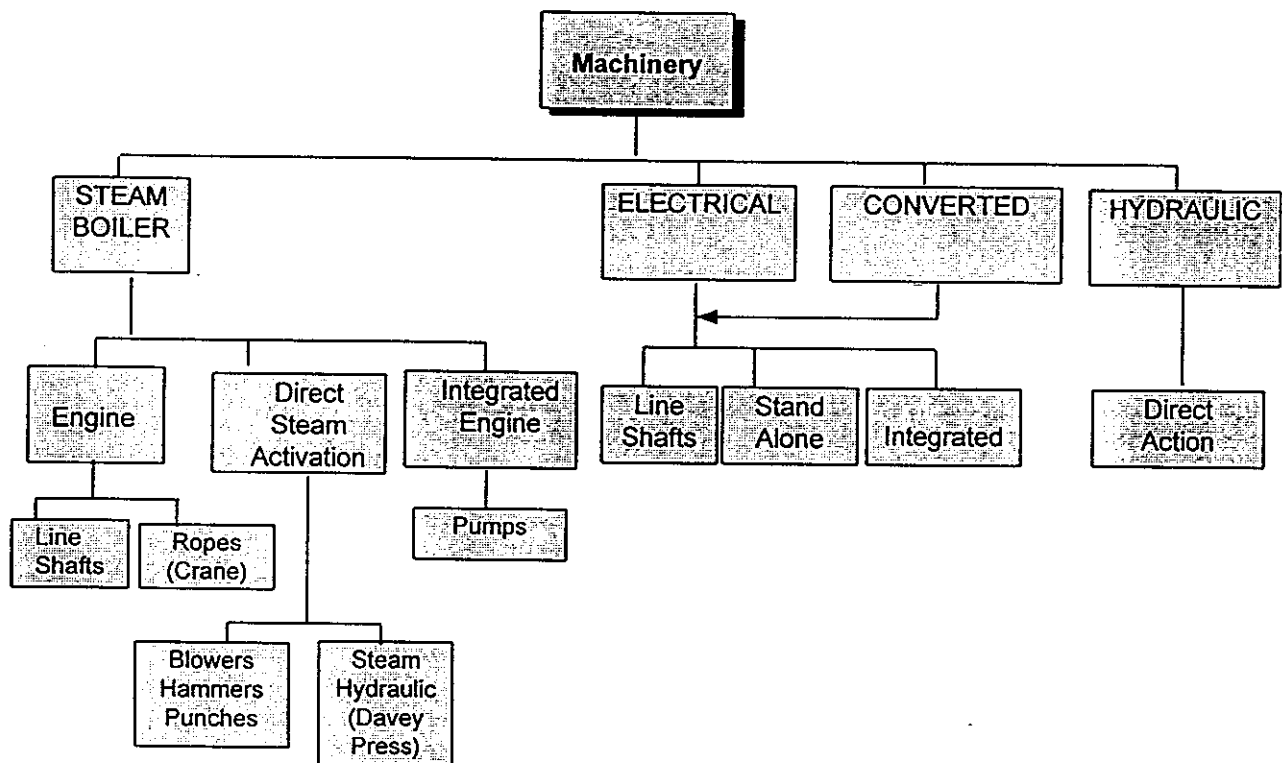 Machinery
STEAM
BOILER
ELECTRICAL
CONVERTED
HYDRAULIC
Engine
Direct
Steam
Activation
Integrated
Engine
Line
Shafts
Stand
Alone
Integrated
Direct
Action
Line
Shafts
Ropes
(Crane)
Pumps
Blowers
Hammers
Punches
Steam
Hydraulic
(Davey
Press)